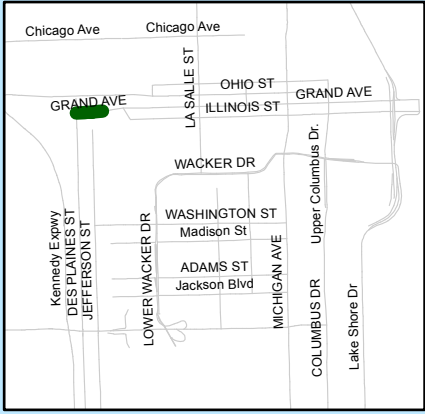 Chicago Ave
Chicago Ave
OHIO ST
GRAND AVE
GRAND AVE
ILLINOIS ST
LA SALLE ST
WACKER DR
Upper Columbus Dr.
WASHINGTON ST
Madison St
ADAMS ST
Jackson Blvd
Kennedy Expwy
DES PLAINES ST
JEFFERSON ST
LOWER WACKER DR
MICHIGAN AVE
COLUMBUS DR
Lake Shore Dr